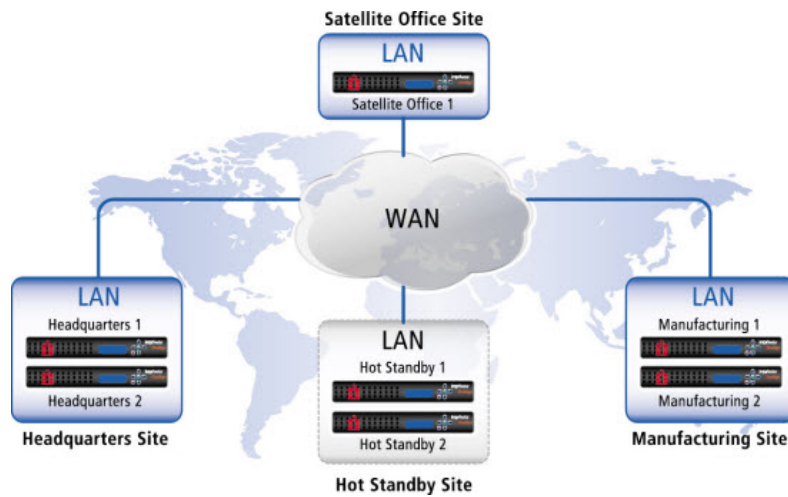 Satellite Office Site
LAN
Satellite Office 1
WAN
LAN
Headquarters 1
Headquarters 2
Headquarters Site
LAN
Hot Standby 1
Hot Standby 2
Hot Standby Site
LAN
Manufacturing 1
Manufacturing 2
Manufacturing Site